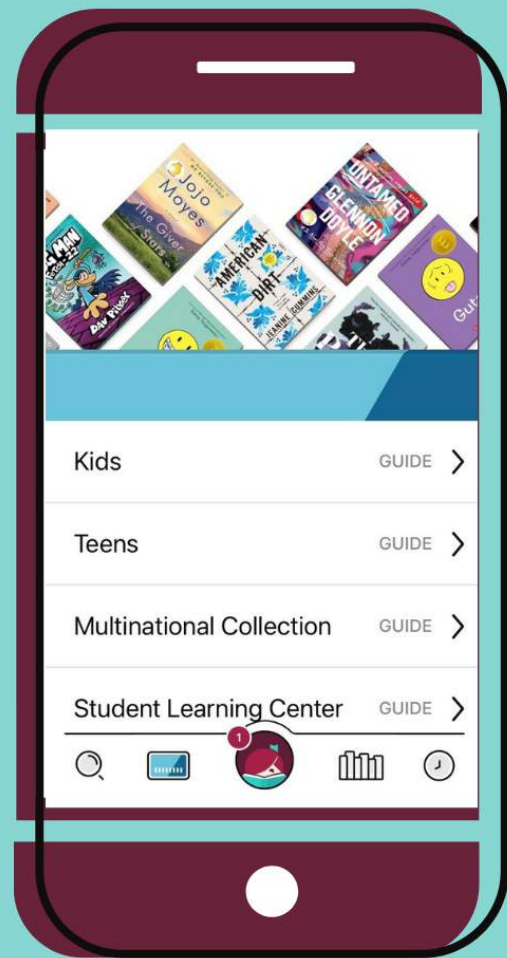 Jojo
Moyes
The Giver
Stars
UNTAMED
GLENNON
DOYLE
AMERICAN
DIRT
JEANINE CUMMINS
Dav Pilkey
Kids GUIDE
Teens GUIDE
Multinational Collection GUIDE
Student Learning Center GUIDE
1